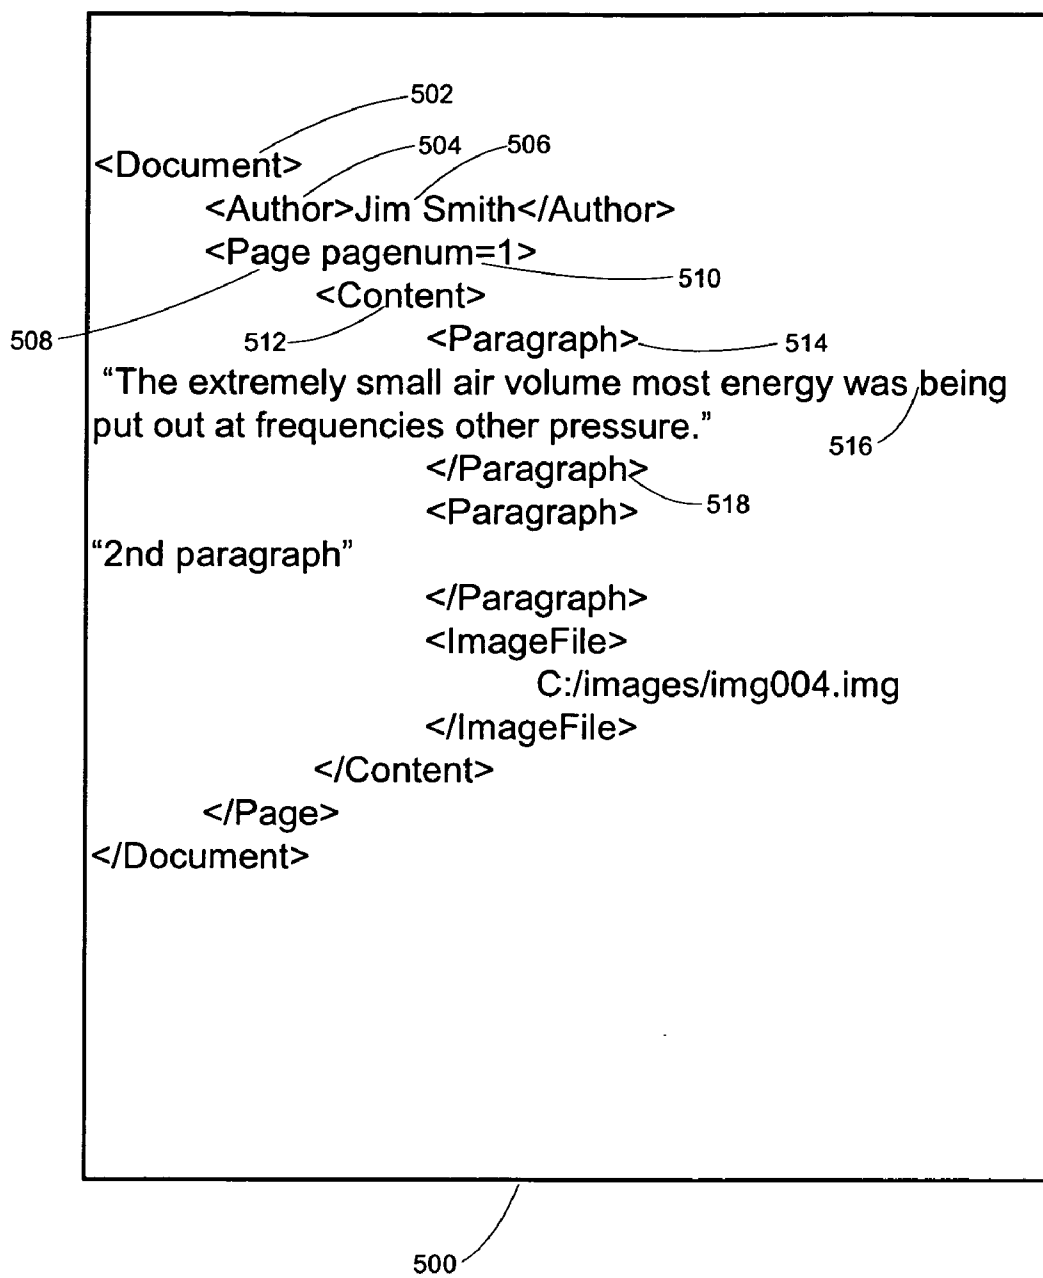 502
504 506
<Document>
<Author>Jim Smith</Author>
<Page pagenum=1>
510
<Content>
508 512 <Paragraph> 514
“The extremely small air volume most energy was being
put out at frequencies other pressure.”
516
</Paragraph>
518
<Paragraph>
“2nd paragraph”
</Paragraph>
<ImageFile>
C:/images/img004.img
</ImageFile>
</Content>
</Page>
</Document>
500